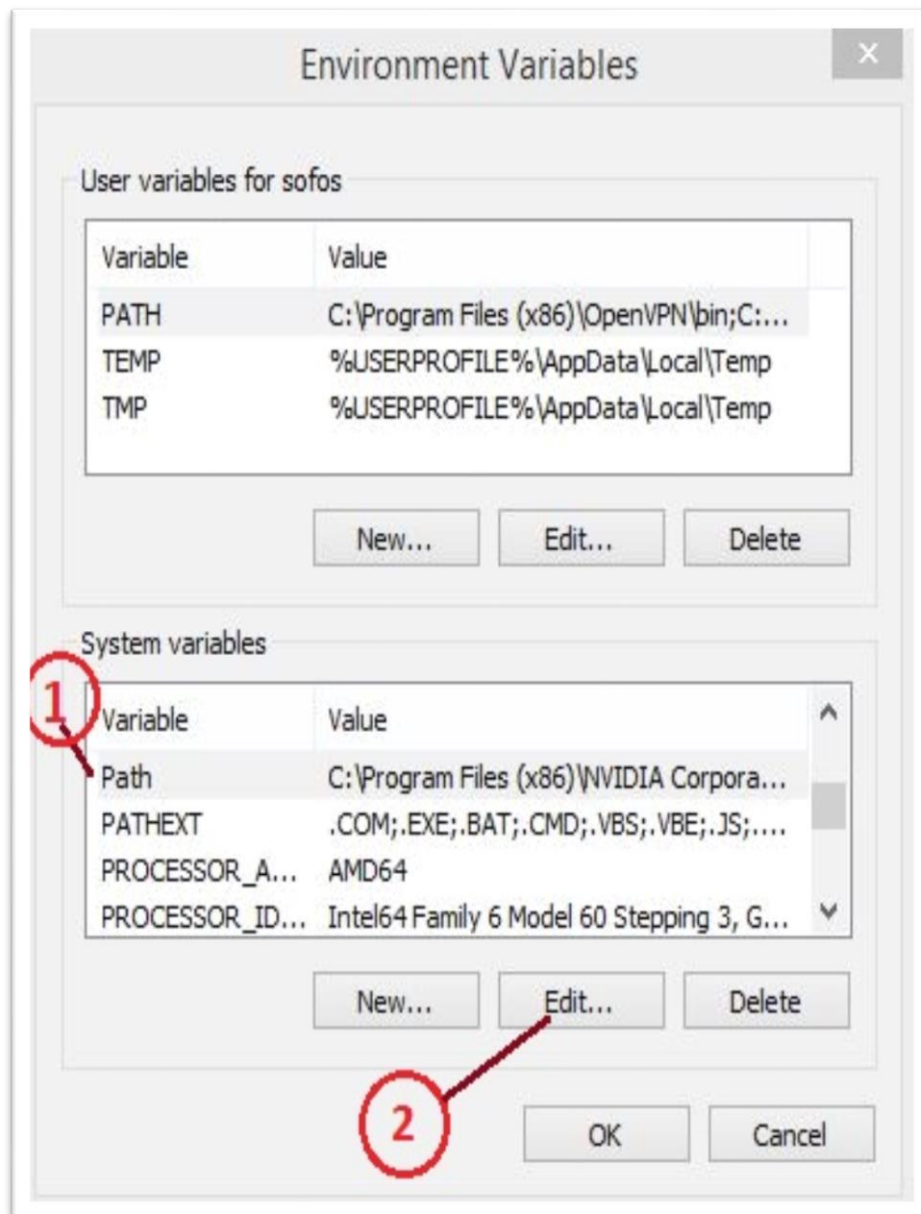 Environment Variables
x
User variables for sofos
Variable Value
PATH C:\Program Files (x86)\OpenVPN\bin;C:...
TEMP %USERPROFILE%\AppData\Local\Temp
TMP %USERPROFILE%\AppData\Local\Temp
New... Edit... Delete
System variables
1
Variable Value
Path C:\Program Files (x86)\NVIDIA Corpora...
PATHEXT .COM;.EXE;.BAT;.CMD;.VBS;.VBE;.JS;....
PROCESSOR_A... AMD64
PROCESSOR_ID... Intel64 Family 6 Model 60 Stepping 3, G...
New... Edit... Delete
2
OK Cancel